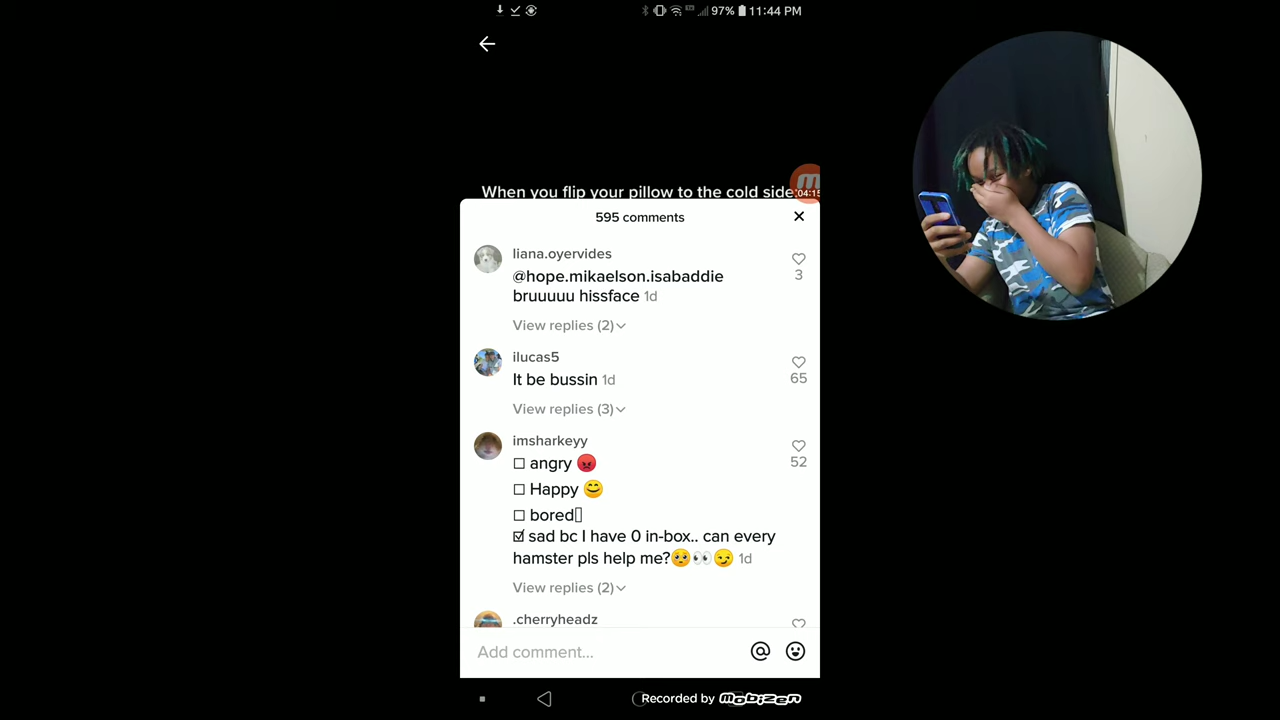 97% 11:44 PM
When you flip your pillow to the cold side:
04:15
595 comments
liana.oyervides
@hope.mikaelson.isabaddie
bruuuuu hissface 1d
3
View replies (2)
ilucas5
It be bussin 1d
65
View replies (3)
imsharkeyy
☐ angry 😡
52
☐ Happy 😊
☐ bored▯
☑ sad bc I have 0 in-box.. can every
hamster pls help me?🥺👀😏 1d
View replies (2)
.cherryheadz
Add comment...
Recorded by mobizen